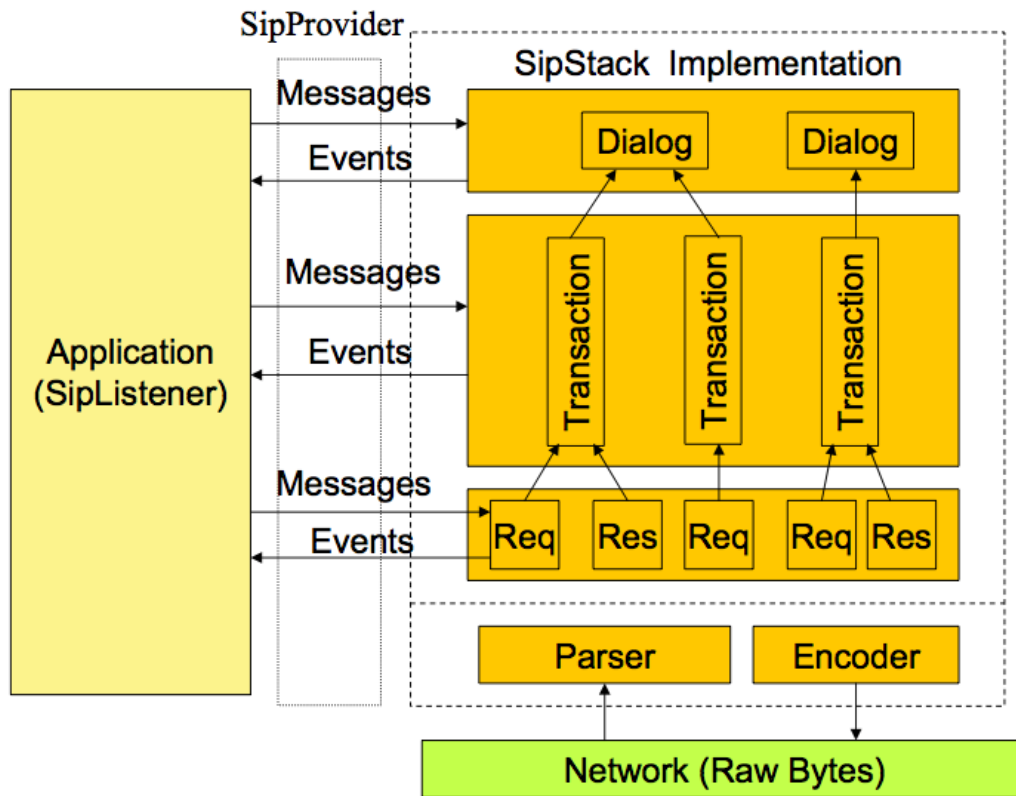 SipProvider
SipStack Implementation
Messages
Events
Dialog
Dialog
Messages
Events
Transaction
Transaction
Transaction
Application
(SipListener)
Messages
Events
Req
Res
Req
Req
Res
Parser
Encoder
Network (Raw Bytes)